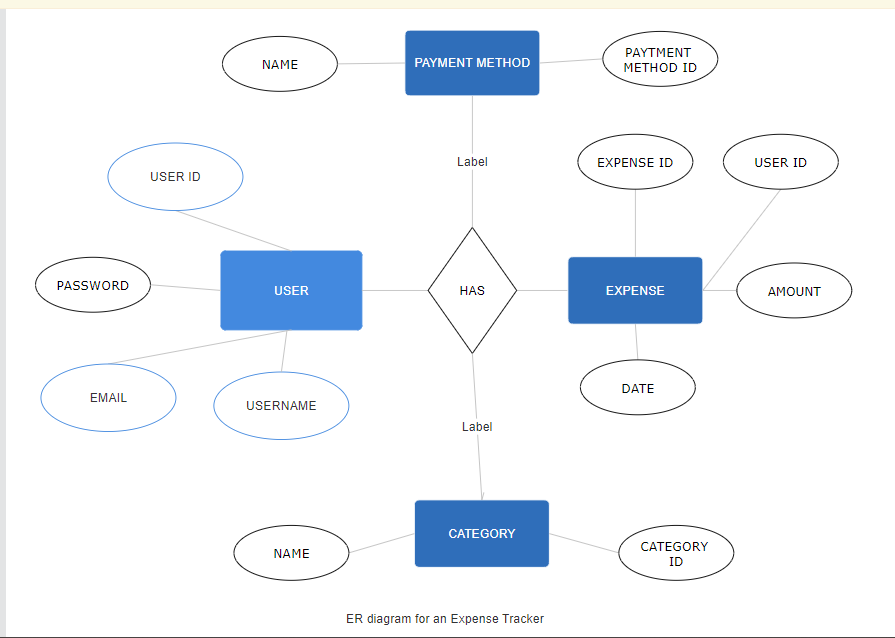 NAME
PAYMENT METHOD
PAYTMENT
METHOD ID
Label
EXPENSE ID
USER ID
USER ID
PASSWORD
USER
HAS
EXPENSE
AMOUNT
EMAIL
USERNAME
DATE
Label
NAME
CATEGORY
CATEGORY
ID
ER diagram for an Expense Tracker